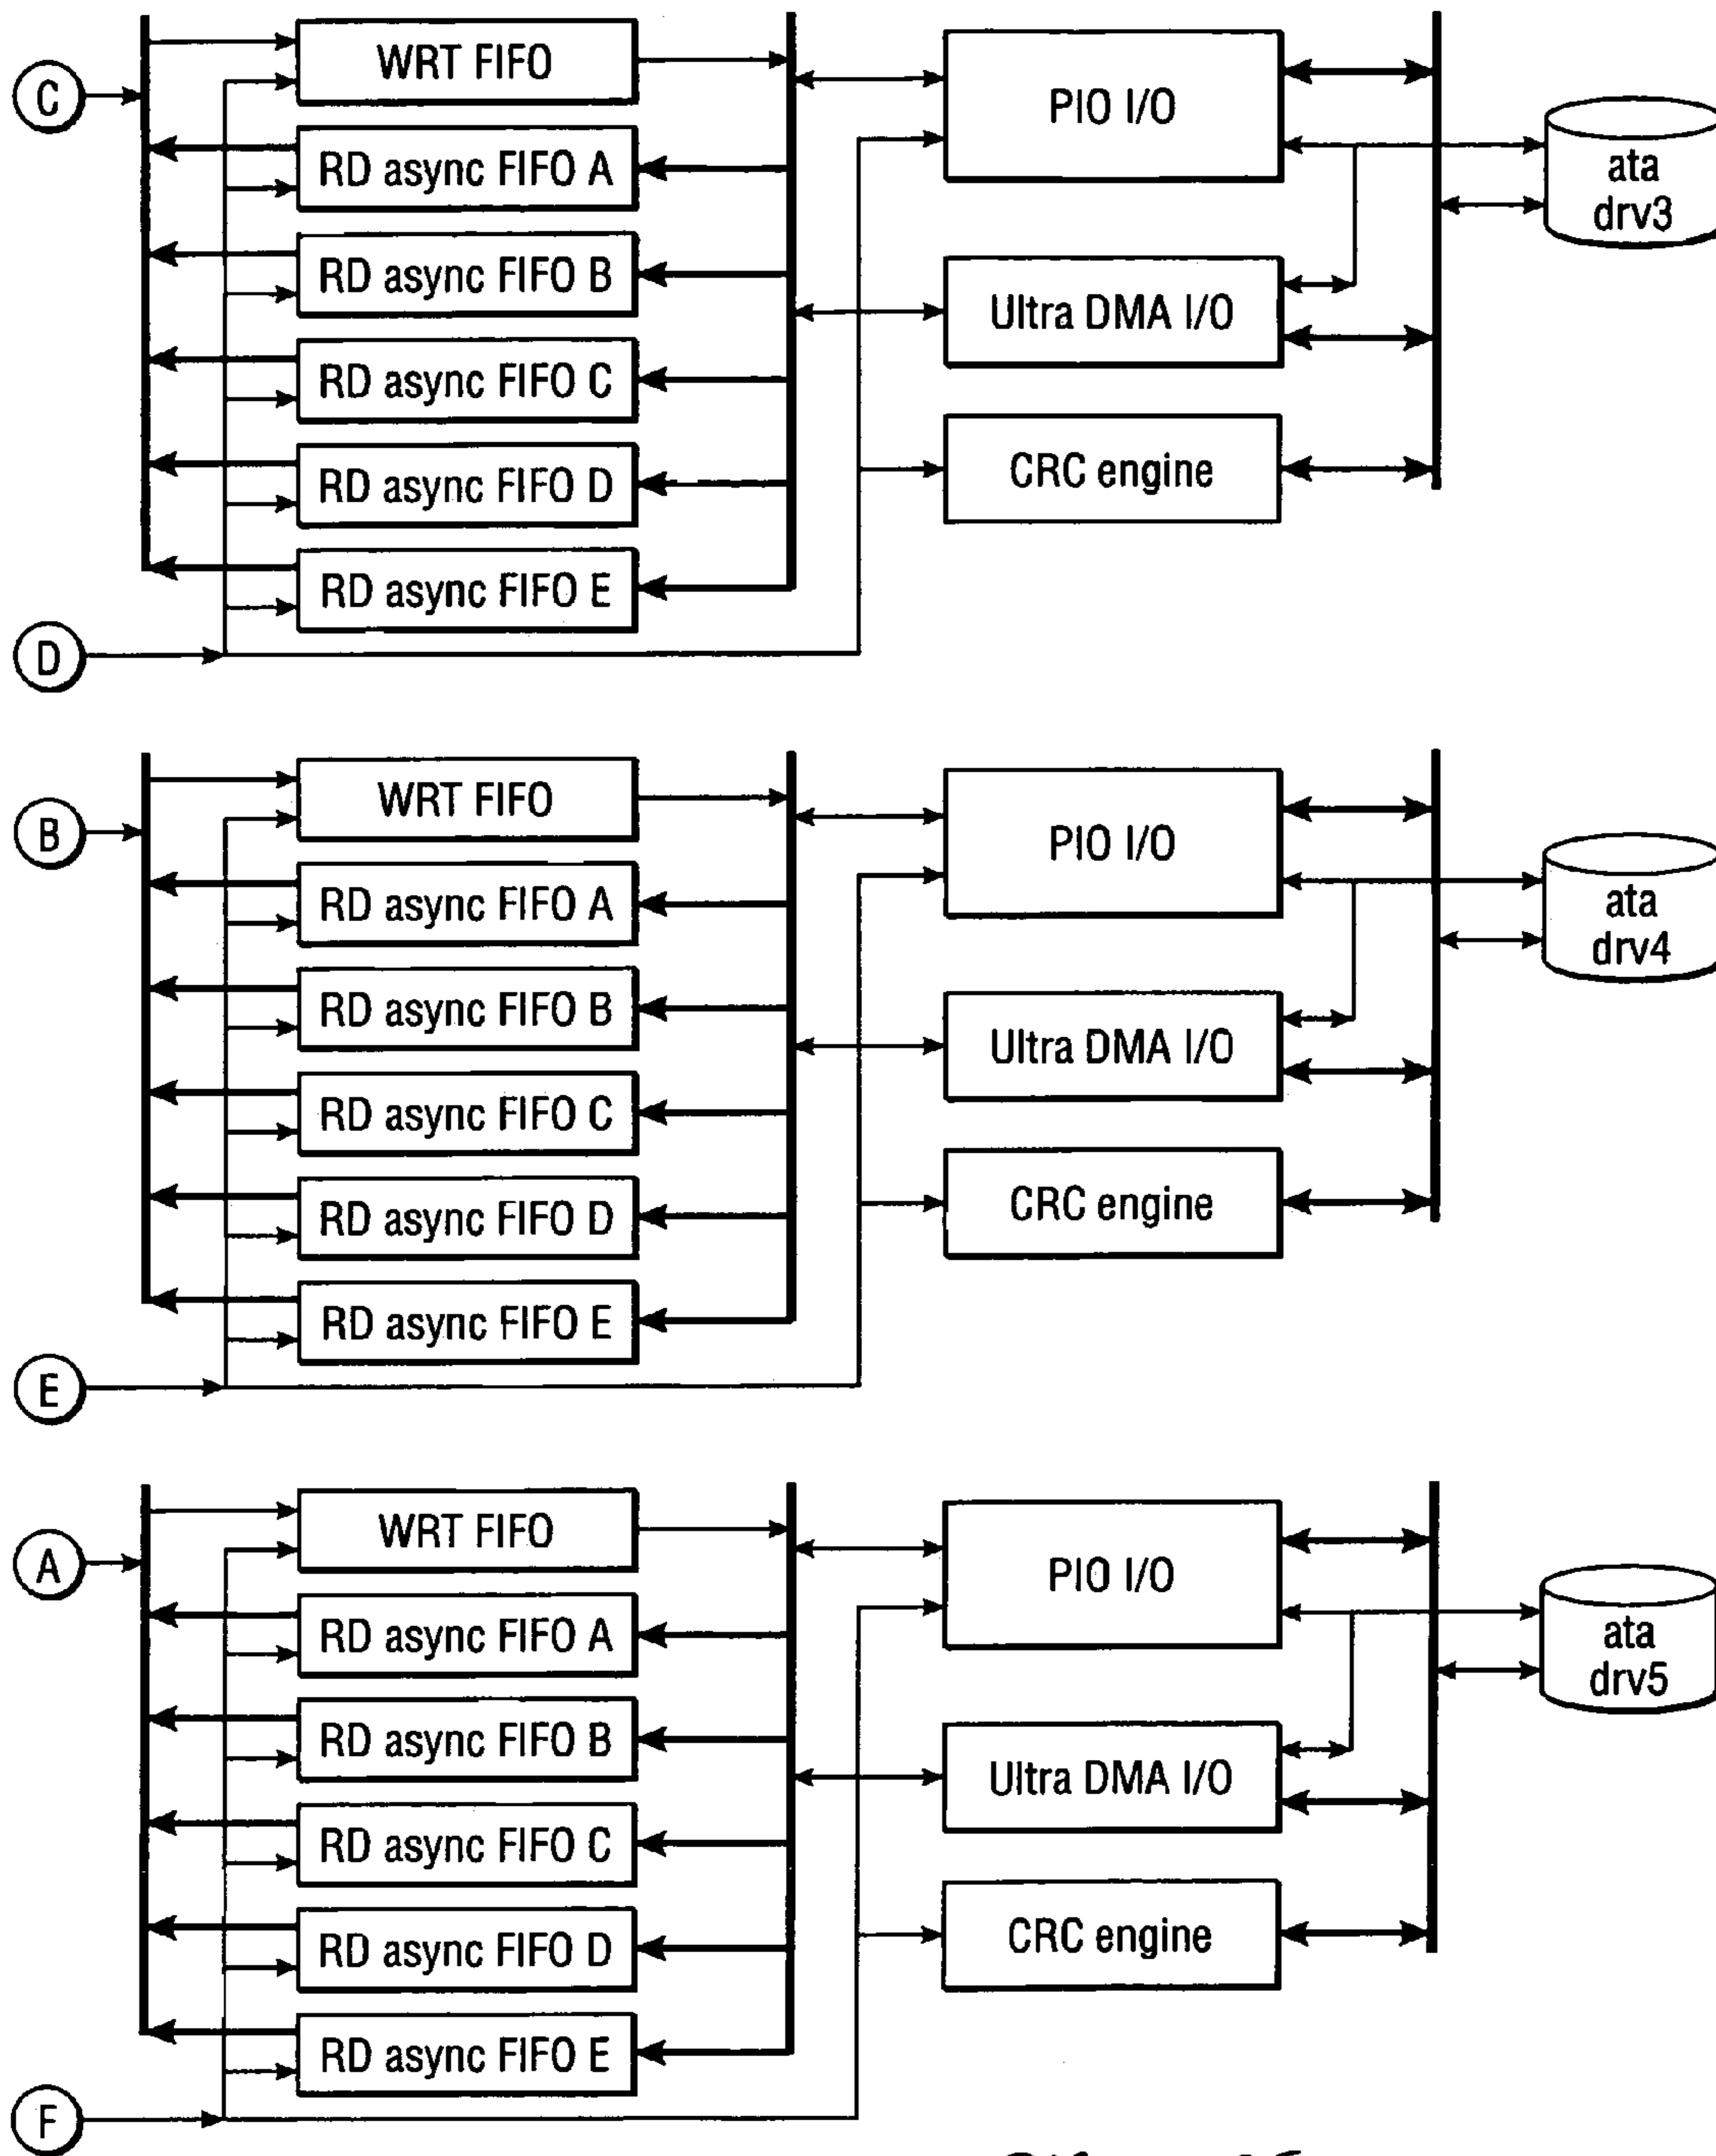 C
WRT FIFO
RD async FIFO A
RD async FIFO B
RD async FIFO C
RD async FIFO D
RD async FIFO E
D
PIO I/O
Ultra DMA I/O
CRC engine
ata
drv3
B
WRT FIFO
RD async FIFO A
RD async FIFO B
RD async FIFO C
RD async FIFO D
RD async FIFO E
E
PIO I/O
Ultra DMA I/O
CRC engine
ata
drv4
A
WRT FIFO
RD async FIFO A
RD async FIFO B
RD async FIFO C
RD async FIFO D
RD async FIFO E
F
PIO I/O
Ultra DMA I/O
CRC engine
ata
drv5